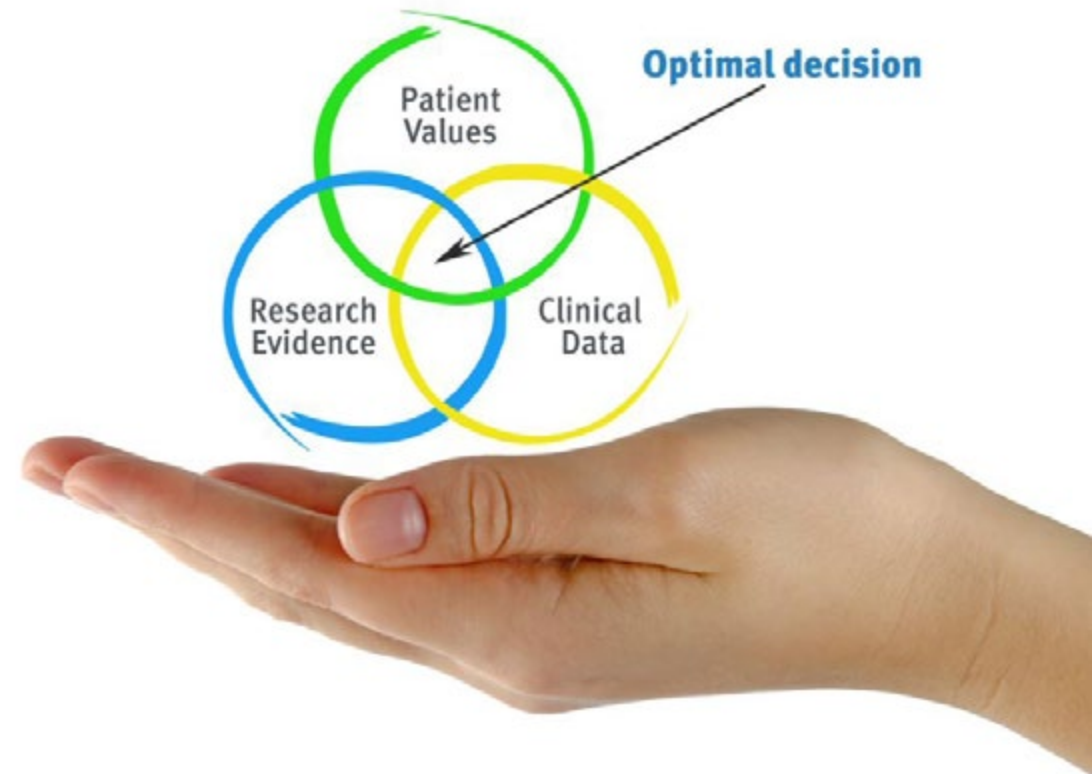 Optimal decision
Patient
Values
Research
Evidence
Clinical
Data